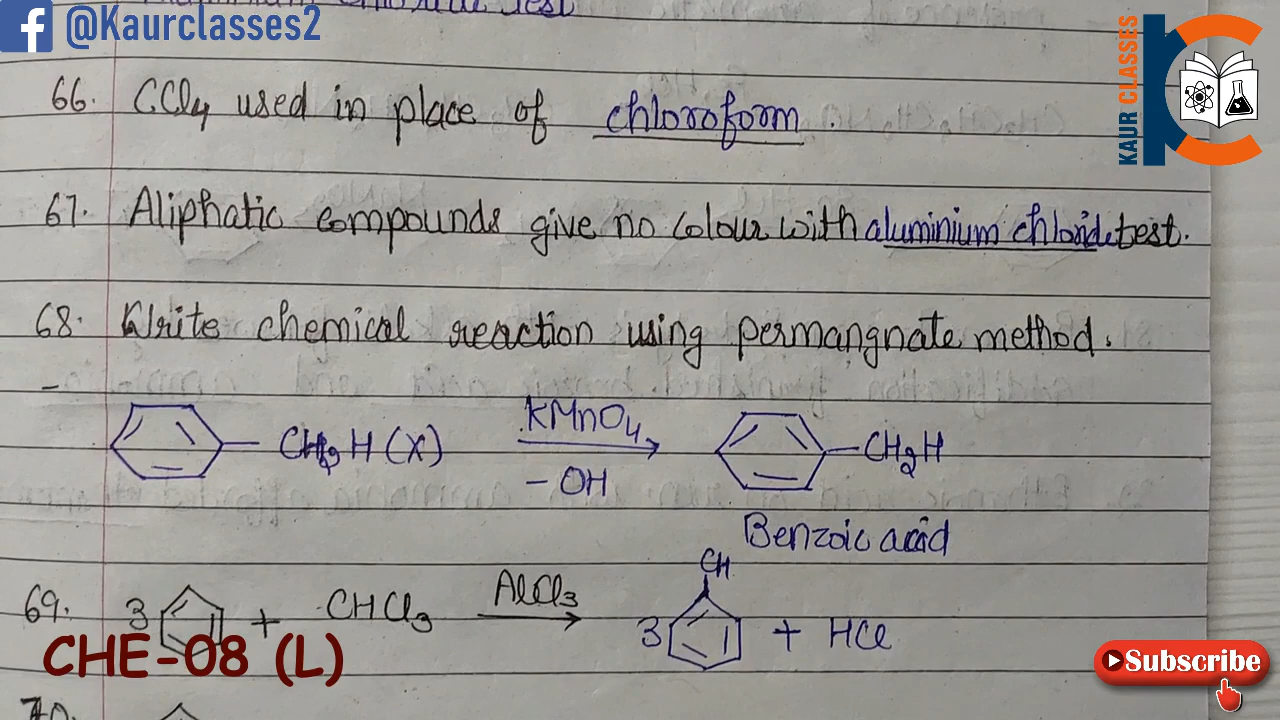 @Kaurclasses2
KAUR CLASSES
66. CCl4 used in place of chloroform.
67. Aliphatic compounds give no colour with aluminium chloride test.
68. Write chemical reaction using permangnate method.
H (X) KMnO4 CH2H
- OH
Benzoic acid
CH
69. 3 + CHCl3 AlCl3 3 + HCl
CHE-08 (L)
Subscribe
70.